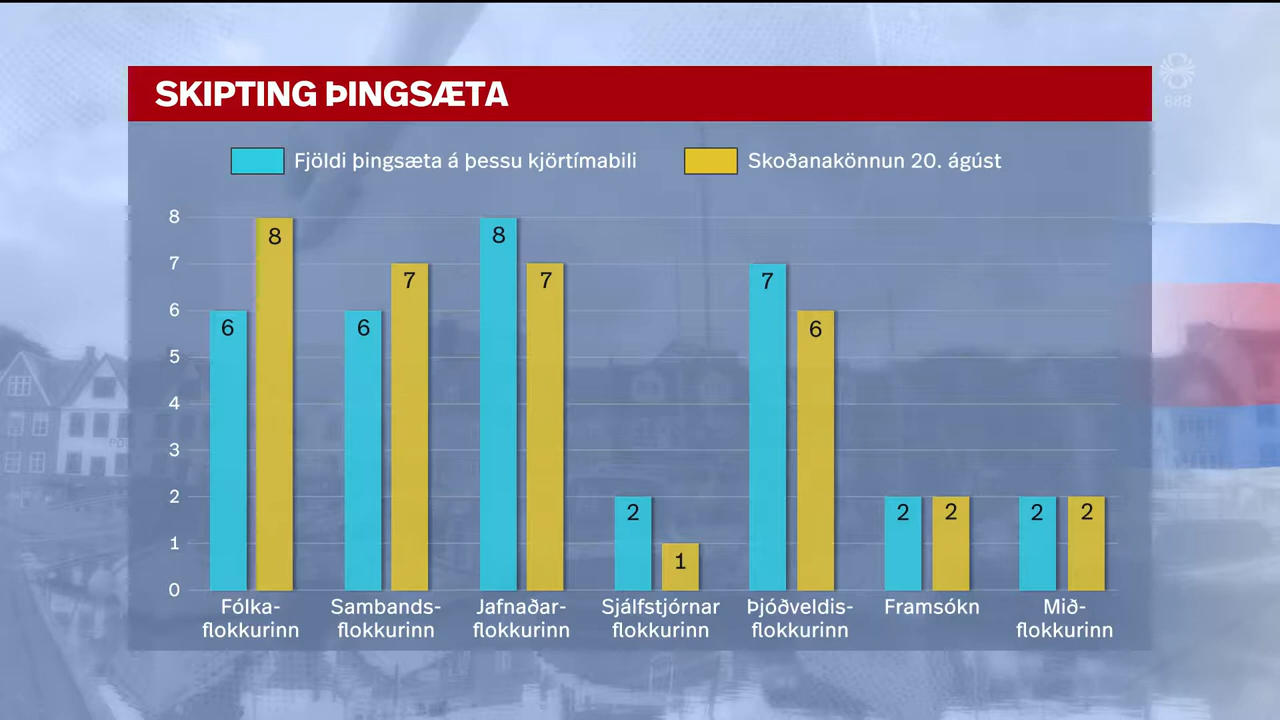 SKIPTING ÞINGSÆTA
888
Fjöldi þingsæta á þessu kjörtímabili
Skoðanakönnun 20. ágúst
8
7
6
5
4
3
2
1
0
6
8
6
7
8
7
2
1
7
6
2
2
2
2
Fólka-
flokkurinn
Sambands-
flokkurinn
Jafnaðar-
flokkurinn
Sjálfstjórnar
flokkurinn
Þjóðveldis-
flokkurinn
Framsókn
Mið-
flokkurinn